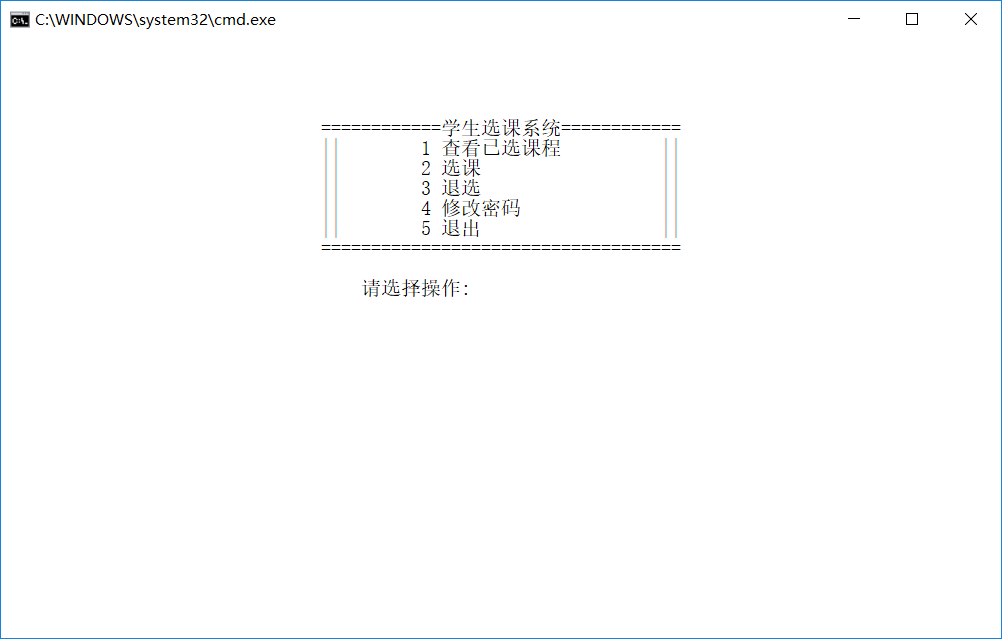 C:\WINDOWS\system32\cmd.exe
============学生选课系统============
||        1 查看已选课程          ||
||        2 选课                  ||
||        3 退选                  ||
||        4 修改密码              ||
||        5 退出                  ||
====================================
请选择操作: